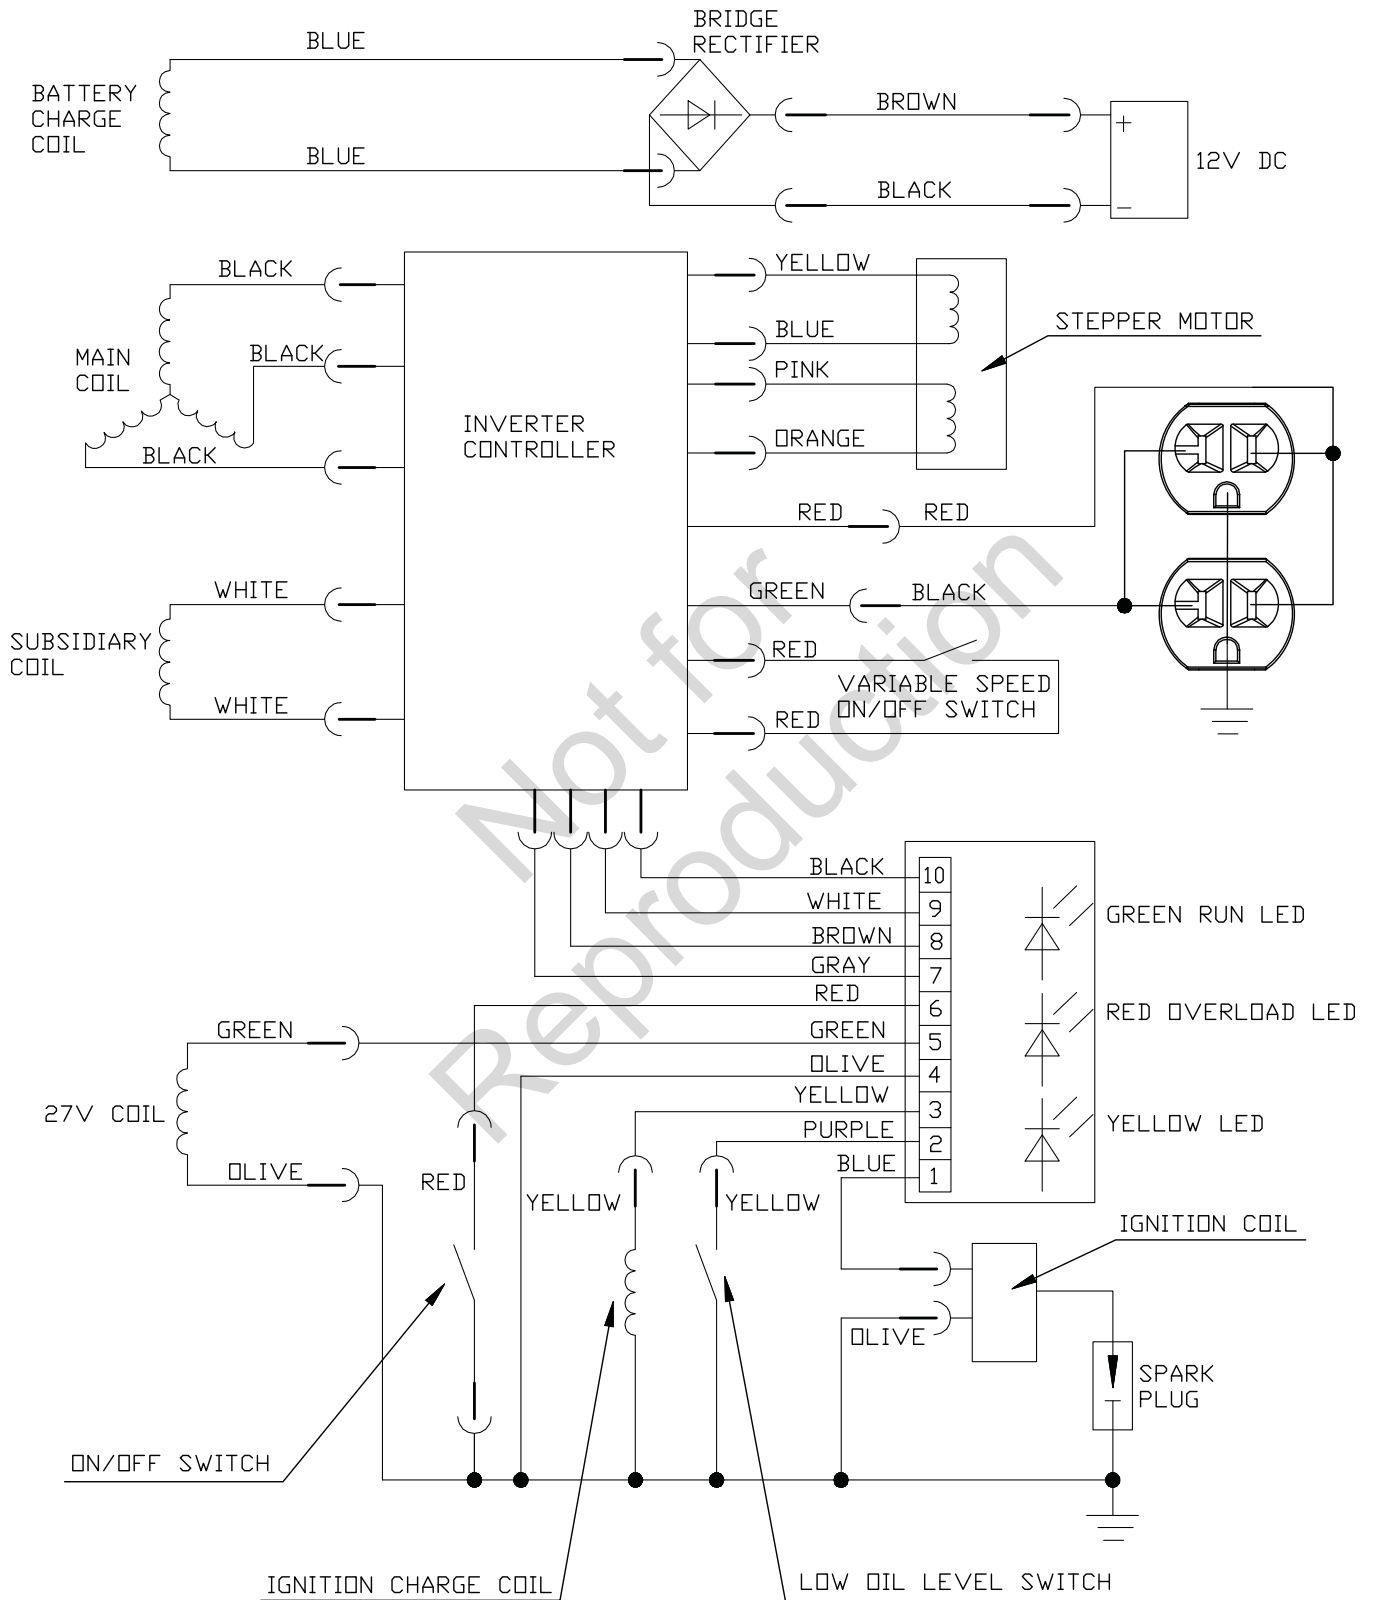 BRIDGE
RECTIFIER
BLUE
BATTERY
CHARGE
COIL
BLUE
BROWN
+
12V DC
BLACK
−
BLACK
MAIN
COIL
BLACK
BLACK
INVERTER
CONTROLLER
YELLOW
BLUE
PINK
ORANGE
STEPPER MOTOR
RED
RED
GREEN
BLACK
WHITE
SUBSIDIARY
COIL
WHITE
RED
VARIABLE SPEED
ON/OFF SWITCH
RED
Not for
Reproduction
BLACK
10
WHITE
9
BROWN
8
GRAY
7
RED
6
GREEN
5
OLIVE
4
YELLOW
3
PURPLE
2
BLUE
1
GREEN RUN LED
RED OVERLOAD LED
YELLOW LED
GREEN
27V COIL
OLIVE
RED
YELLOW
YELLOW
IGNITION COIL
OLIVE
SPARK
PLUG
ON/OFF SWITCH
IGNITION CHARGE COIL
LOW OIL LEVEL SWITCH